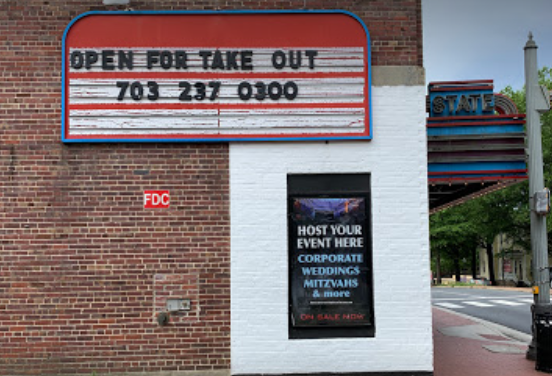 OPEN FOR TAKE OUT
703 237 0300
STATE
FDC
HOST YOUR
EVENT HERE
CORPORATE
WEDDINGS
MITZVAHS
& more
ON SALE NOW